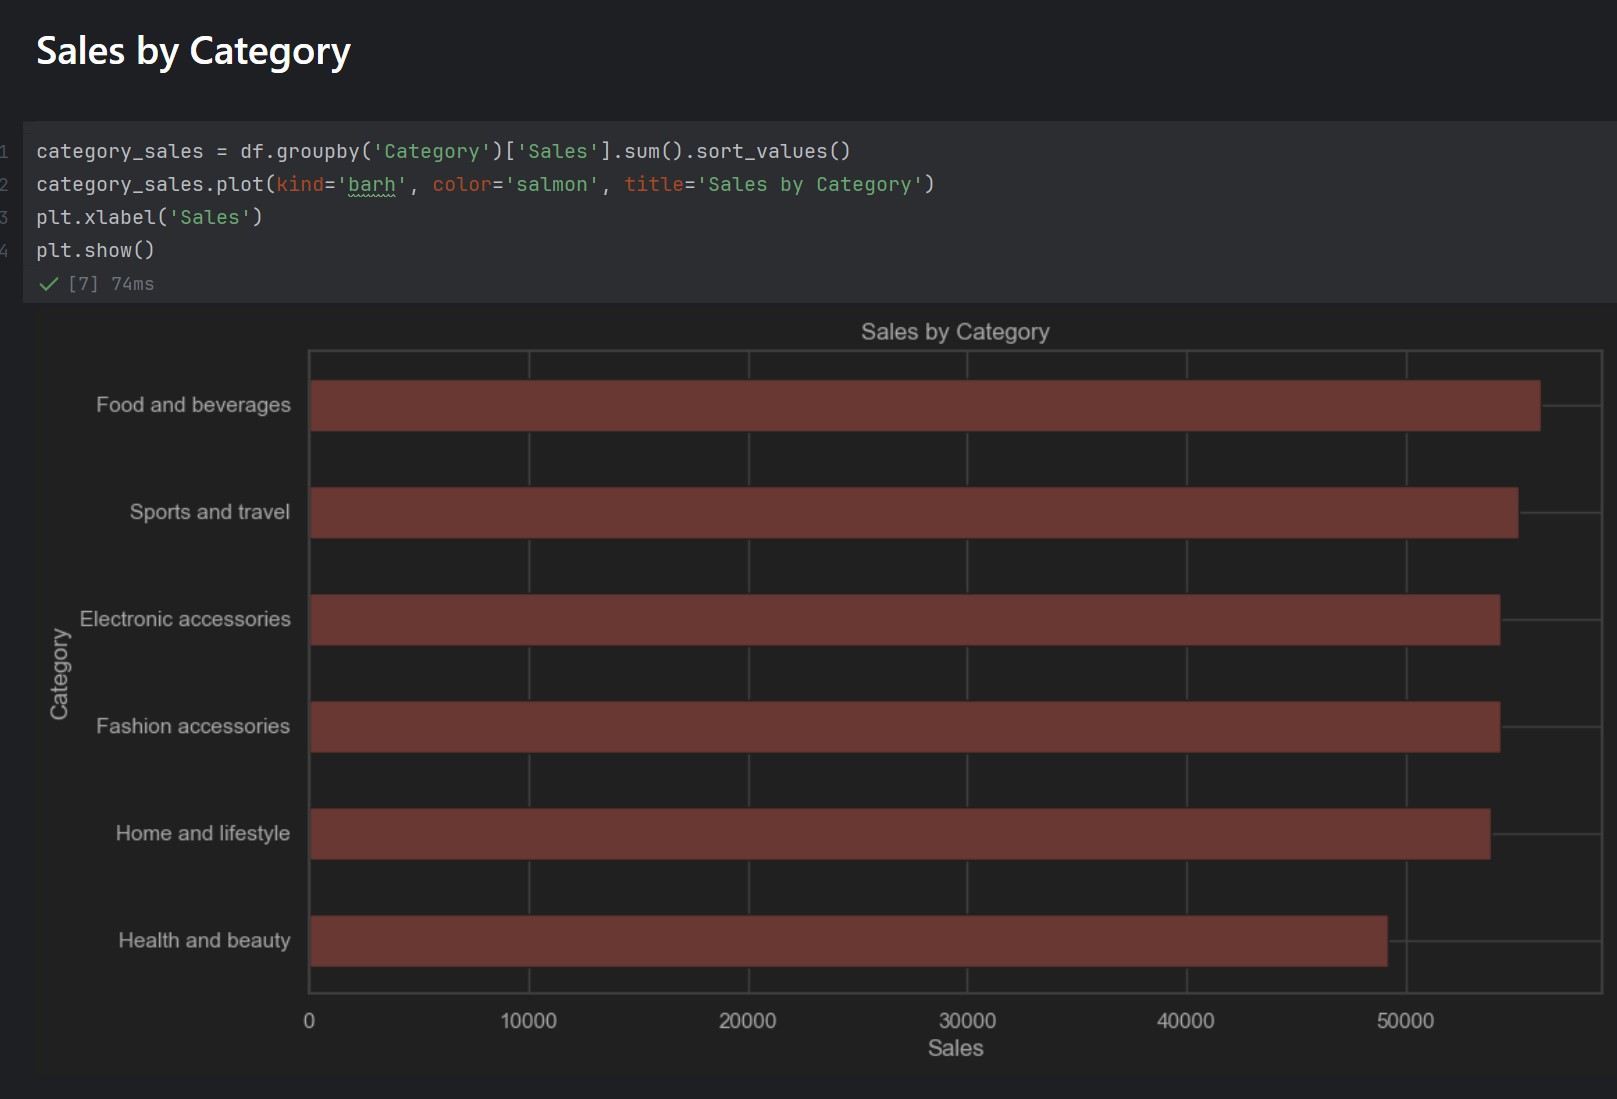 Sales by Category
1 category_sales = df.groupby('Category')['Sales'].sum().sort_values()
2 category_sales.plot(kind='barh', color='salmon', title='Sales by Category')
3 plt.xlabel('Sales')
4 plt.show()
[7] 74ms
Sales by Category
Food and beverages
Sports and travel
Electronic accessories
Fashion accessories
Home and lifestyle
Health and beauty
Category
0 10000 20000 30000 40000 50000
Sales